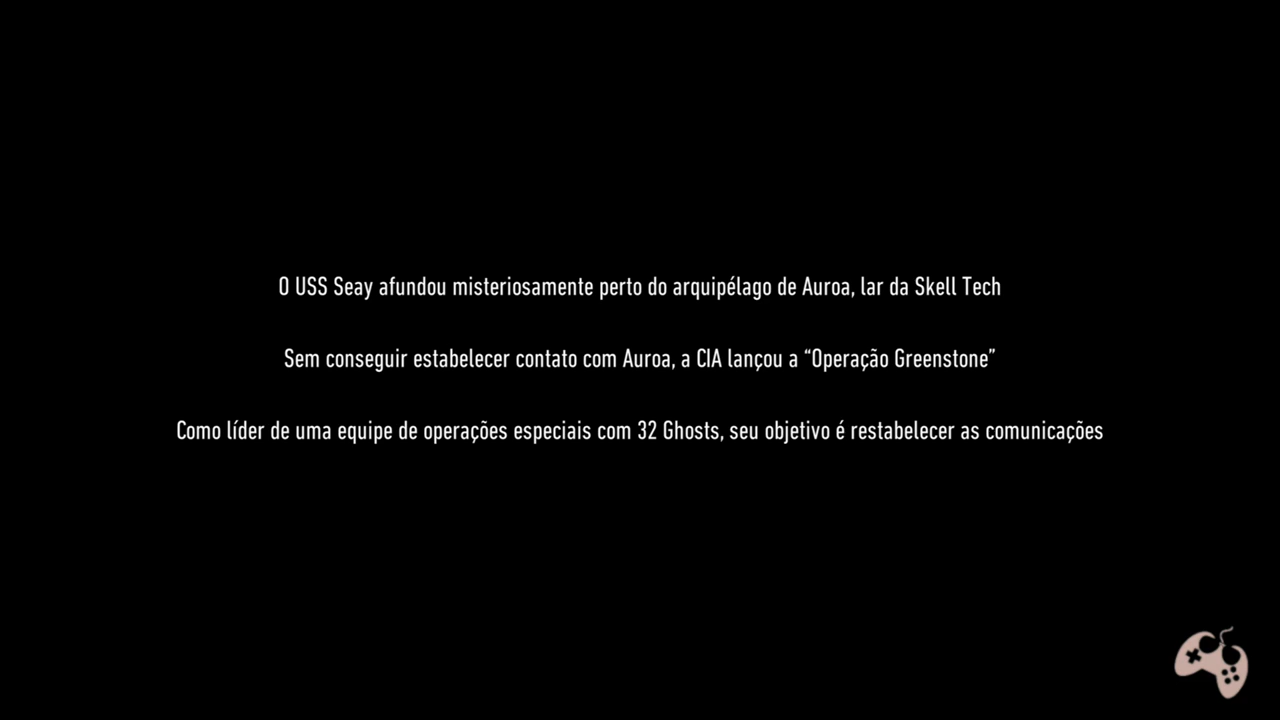 O USS Seay afundou misteriosamente perto do arquipélago de Auroa, lar da Skell Tech
Sem conseguir estabelecer contato com Auroa, a CIA lançou a “Operação Greenstone”
Como líder de uma equipe de operações especiais com 32 Ghosts, seu objetivo é restabelecer as comunicações